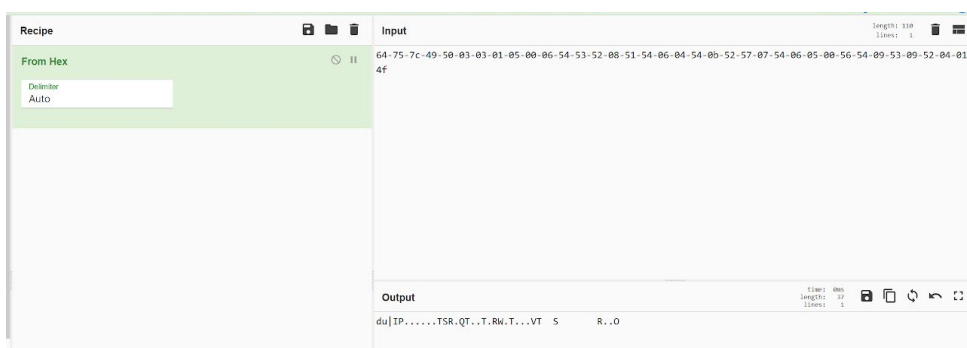 Recipe
Input
length: 110
lines: 1
From Hex
Delimiter
Auto
64-75-7c-49-50-03-03-01-05-00-06-54-53-52-08-51-54-06-04-54-0b-52-57-07-54-06-05-00-56-54-09-53-09-52-04-01
4f
Output
time: 0ms
length: 37
lines: 1
du|IP......TSR.QT..T.RW.T...VT S R..O